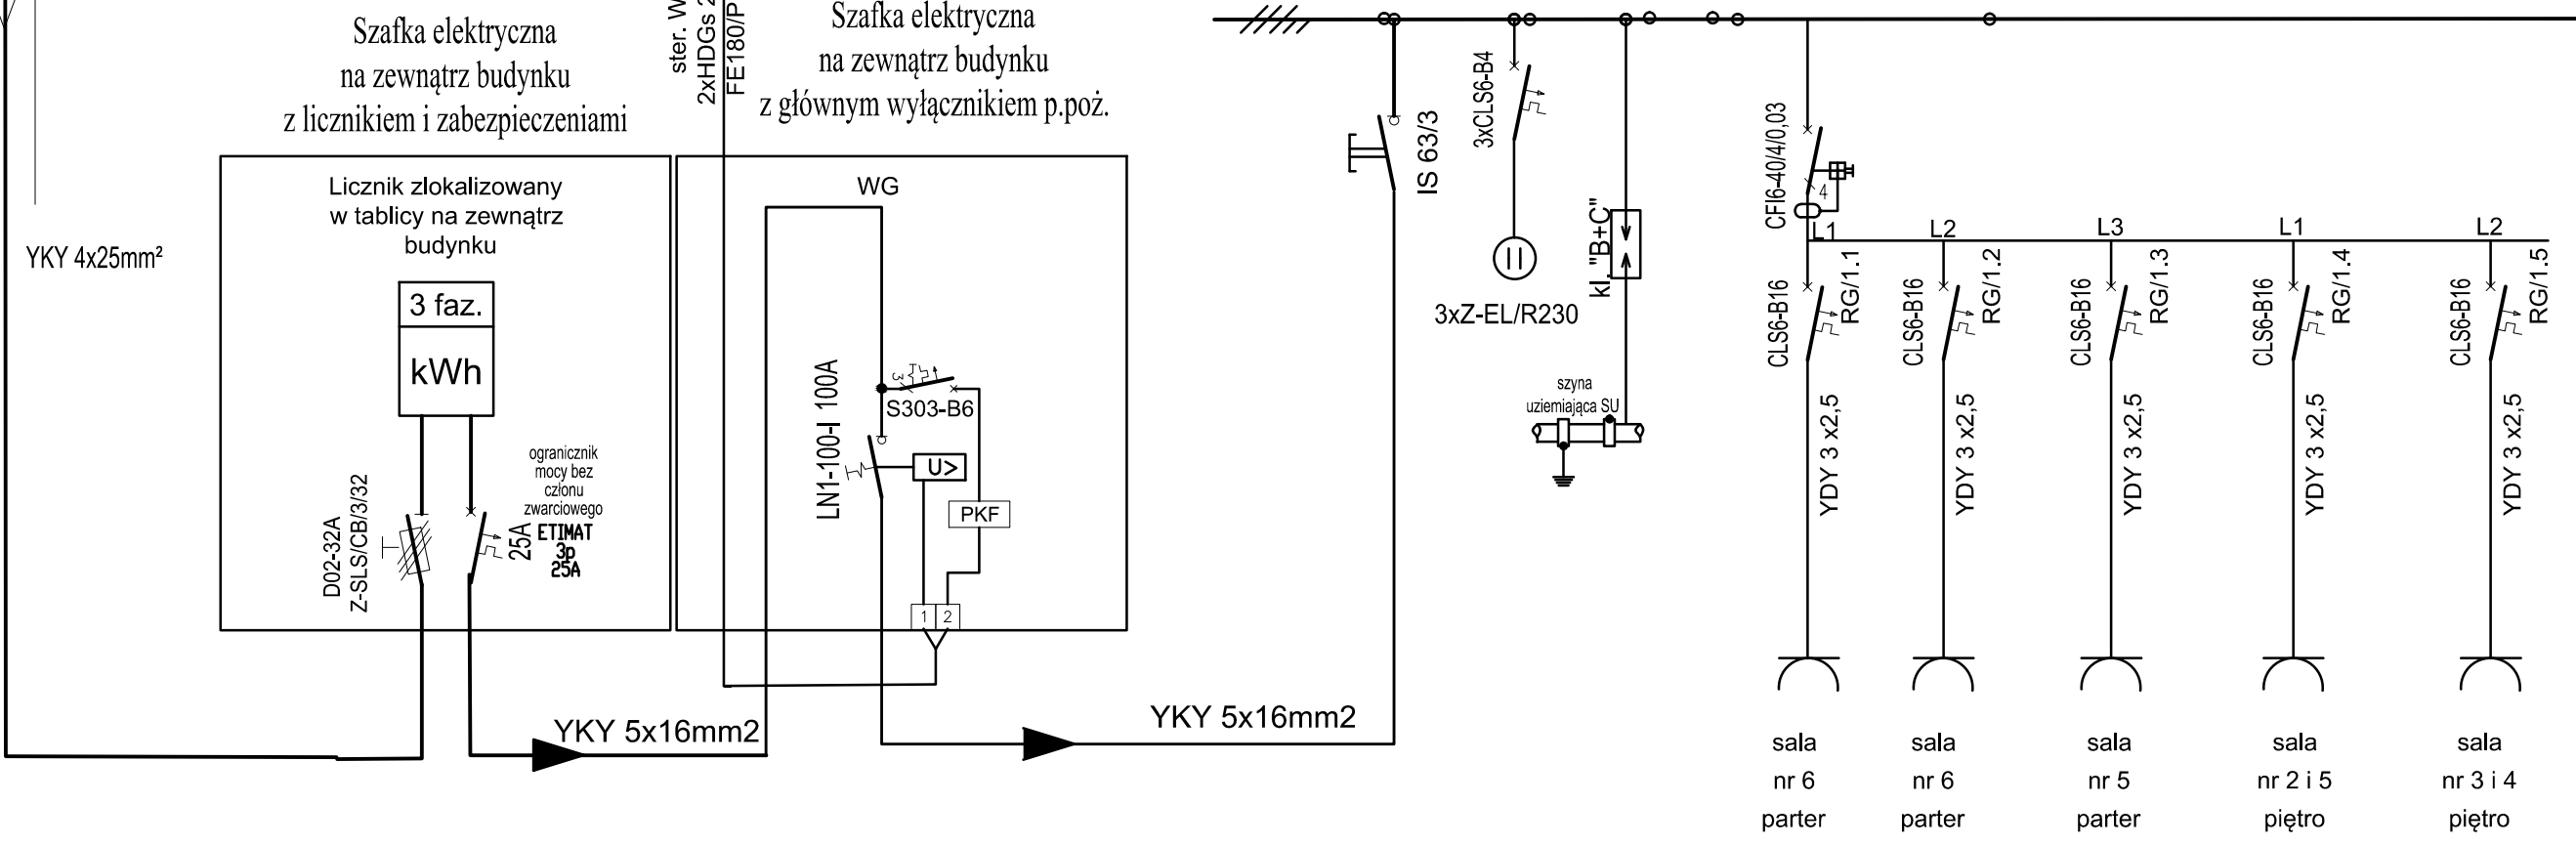 Szafka elektryczna
na zewnątrz budynku
z licznikiem i zabezpieczeniami
ster. W
2xHDGs 2
FE180/P
Szafka elektryczna
na zewnątrz budynku
z głównym wyłącznikiem p.poż.
YKY 4x25mm²
Licznik zlokalizowany
w tablicy na zewnątrz
budynku
3 faz.
kWh
D02-32A
Z-SLS/CB/3/32
25A
ogranicznik
mocy bez
członu
zwarciowego
ETIMAT
3p
25A
YKY 5x16mm2
WG
LN1-100-I 100A
3
S303-B6
U>
PKF
1
2
YKY 5x16mm2
IS 63/3
3xCLS6-B4
3xZ-EL/R230
kl. "B+C"
szyna
uziemiająca SU
CFI6-40/4/0,03
4
L1
L2
L3
L1
L2
CLS6-B16
RG/1.1
CLS6-B16
RG/1.2
CLS6-B16
RG/1.3
CLS6-B16
RG/1.4
CLS6-B16
RG/1.5
YDY 3 x2,5
YDY 3 x2,5
YDY 3 x2,5
YDY 3 x2,5
YDY 3 x2,5
sala
nr 6
parter
sala
nr 6
parter
sala
nr 5
parter
sala
nr 2 i 5
piętro
sala
nr 3 i 4
piętro